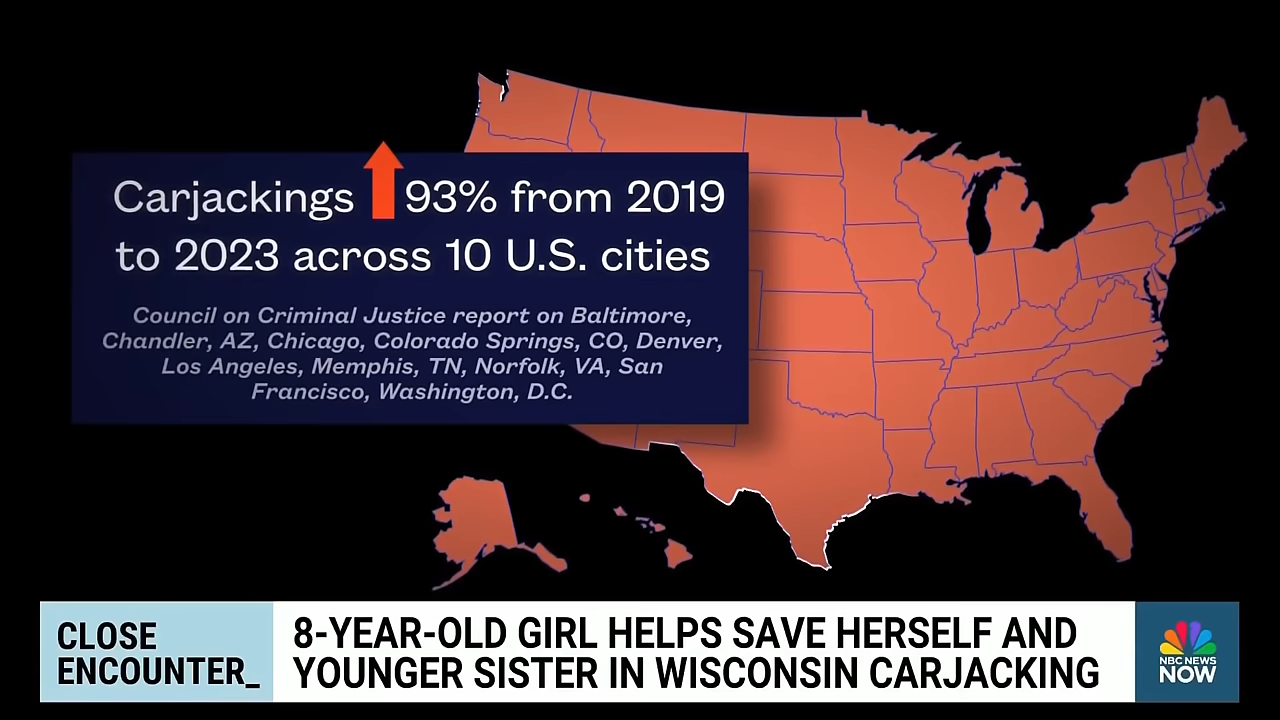 Carjackings 93% from 2019
to 2023 across 10 U.S. cities
Council on Criminal Justice report on Baltimore,
Chandler, AZ, Chicago, Colorado Springs, CO, Denver,
Los Angeles, Memphis, TN, Norfolk, VA, San
Francisco, Washington, D.C.
CLOSE
ENCOUNTER_
8-YEAR-OLD GIRL HELPS SAVE HERSELF AND
YOUNGER SISTER IN WISCONSIN CARJACKING
NBC NEWS
NOW